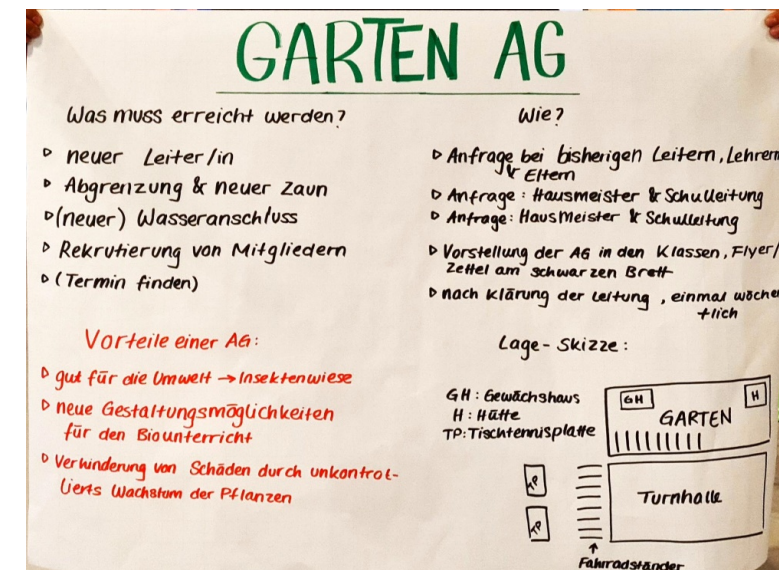 GARTEN AG
Was muss erreicht werden?
▷ neuer Leiter/in
▷ Abgrenzung & neuer Zaun
▷ (neuer) Wasseranschluss
▷ Rekrutierung von Mitgliedern
▷ (Termin finden)
Wie?
▷ Anfrage bei bisherigen Leitern, Lehrern
& Eltern
▷ Anfrage: Hausmeister & Schulleitung
▷ Anfrage: Hausmeister & Schulleitung
▷ Vorstellung der AG in den Klassen, Flyer/
Zettel am schwarzen Brett
▷ nach Klärung der Leitung, einmal wöchen
tlich
Vorteile einer AG:
▷ gut für die Umwelt → Insektenwiese
▷ neue Gestaltungsmöglichkeiten
für den Biounterricht
▷ Verhinderung von Schäden durch unkontrol-
lierts Wachstum der Pflanzen
Lage-Skizze:
GH: Gewächshaus
H: Hütte
TP: Tischtennisplatte
GH
H
GARTEN
Turnhalle
TP
TP
Fahrradständer